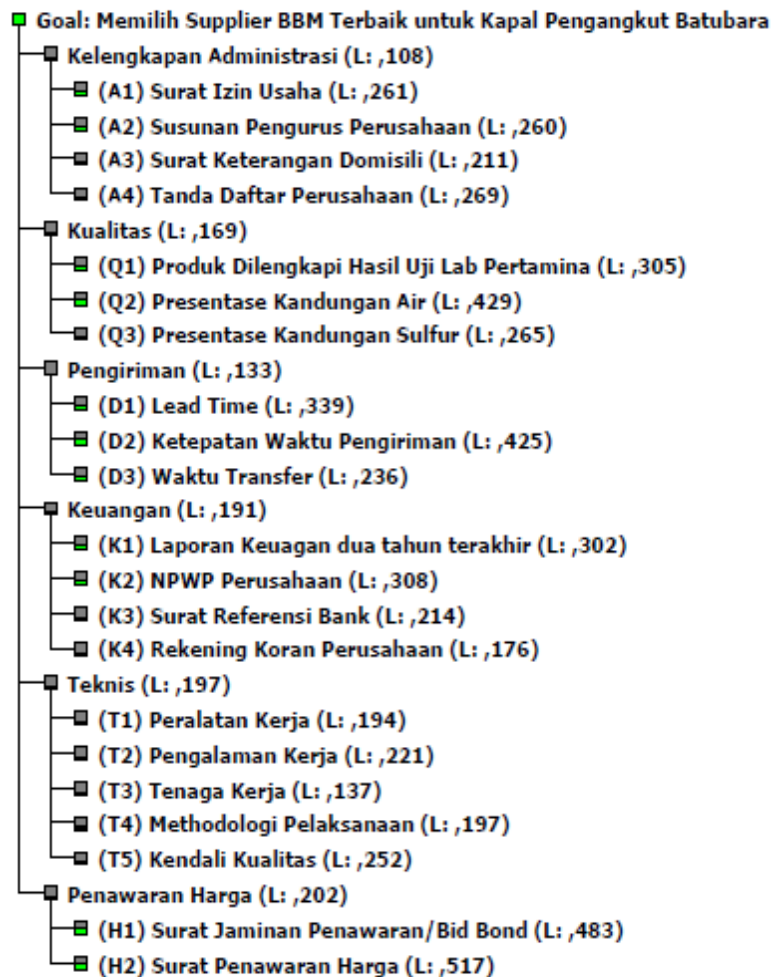 Goal: Memilih Supplier BBM Terbaik untuk Kapal Pengangkut Batubara
Kelengkapan Administrasi (L: ,108)
(A1) Surat Izin Usaha (L: ,261)
(A2) Susunan Pengurus Perusahaan (L: ,260)
(A3) Surat Keterangan Domisili (L: ,211)
(A4) Tanda Daftar Perusahaan (L: ,269)
Kualitas (L: ,169)
(Q1) Produk Dilengkapi Hasil Uji Lab Pertamina (L: ,305)
(Q2) Presentase Kandungan Air (L: ,429)
(Q3) Presentase Kandungan Sulfur (L: ,265)
Pengiriman (L: ,133)
(D1) Lead Time (L: ,339)
(D2) Ketepatan Waktu Pengiriman (L: ,425)
(D3) Waktu Transfer (L: ,236)
Keuangan (L: ,191)
(K1) Laporan Keuagan dua tahun terakhir (L: ,302)
(K2) NPWP Perusahaan (L: ,308)
(K3) Surat Referensi Bank (L: ,214)
(K4) Rekening Koran Perusahaan (L: ,176)
Teknis (L: ,197)
(T1) Peralatan Kerja (L: ,194)
(T2) Pengalaman Kerja (L: ,221)
(T3) Tenaga Kerja (L: ,137)
(T4) Methodologi Pelaksanaan (L: ,197)
(T5) Kendali Kualitas (L: ,252)
Penawaran Harga (L: ,202)
(H1) Surat Jaminan Penawaran/Bid Bond (L: ,483)
(H2) Surat Penawaran Harga (L: ,517)